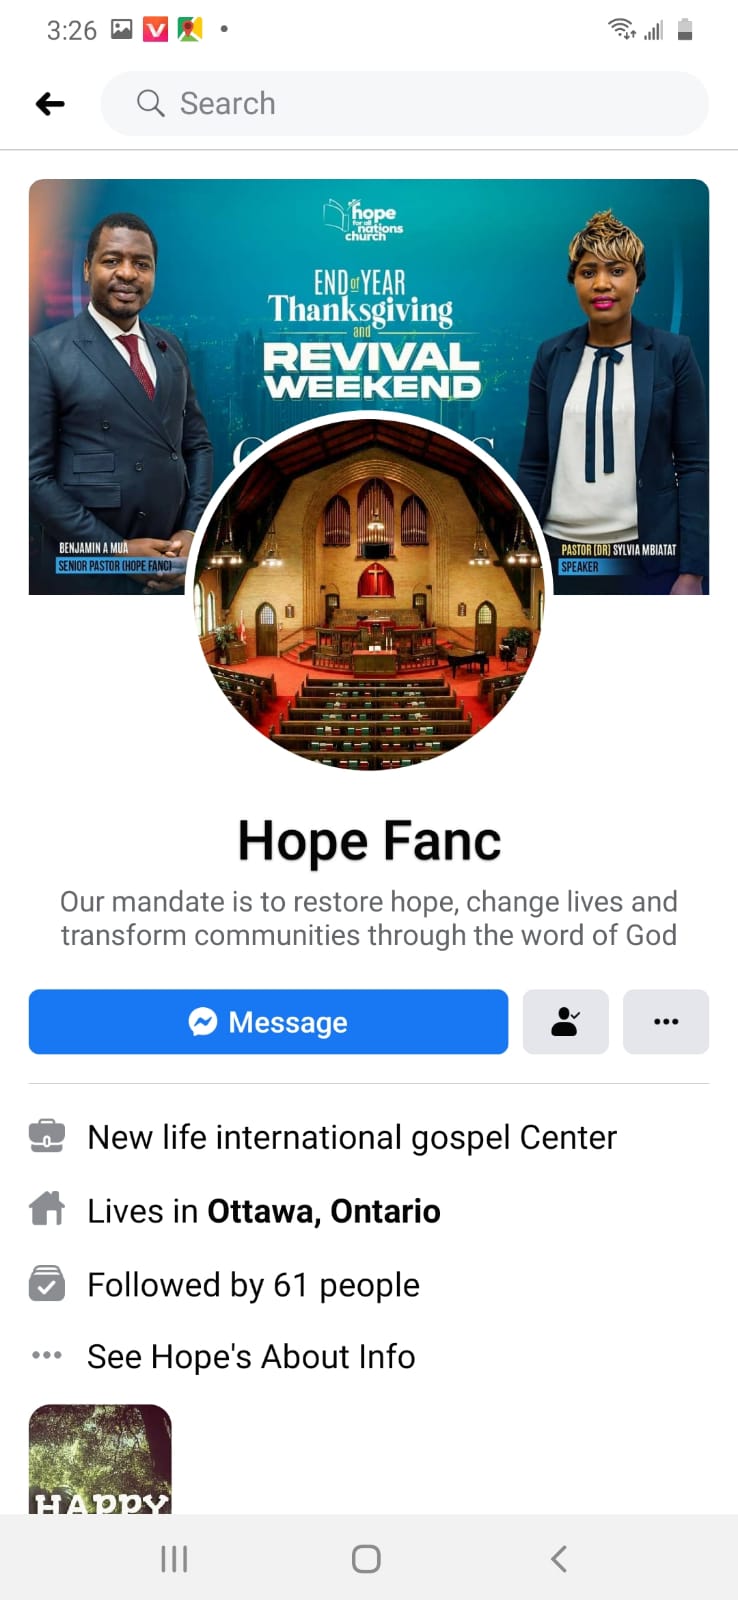 3:26
Search
hope
for all
nations
church
END of YEAR
Thanksgiving
and
REVIVAL
WEEKEND
BENJAMIN A MUA
SENIOR PASTOR (HOPE FANC)
PASTOR (DR) SYLVIA MBIATAT
SPEAKER
Hope Fanc
Our mandate is to restore hope, change lives and
transform communities through the word of God
Message
New life international gospel Center
Lives in Ottawa, Ontario
Followed by 61 people
See Hope's About Info
HAPPY